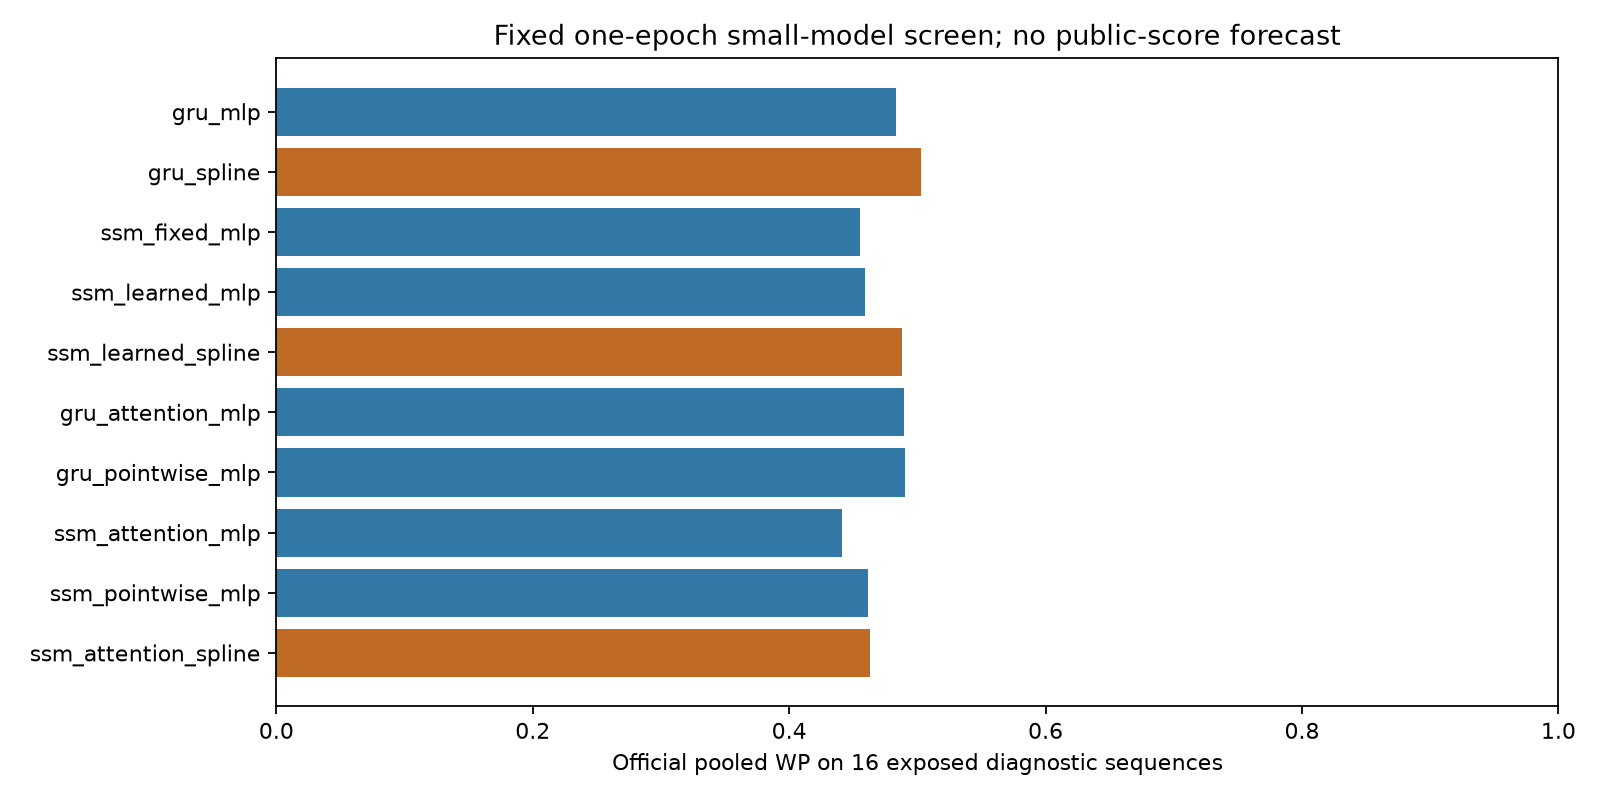 Fixed one-epoch small-model screen; no public-score forecast
gru_mlp
gru_spline
ssm_fixed_mlp
ssm_learned_mlp
ssm_learned_spline
gru_attention_mlp
gru_pointwise_mlp
ssm_attention_mlp
ssm_pointwise_mlp
ssm_attention_spline
0.0 0.2 0.4 0.6 0.8 1.0
Official pooled WP on 16 exposed diagnostic sequences